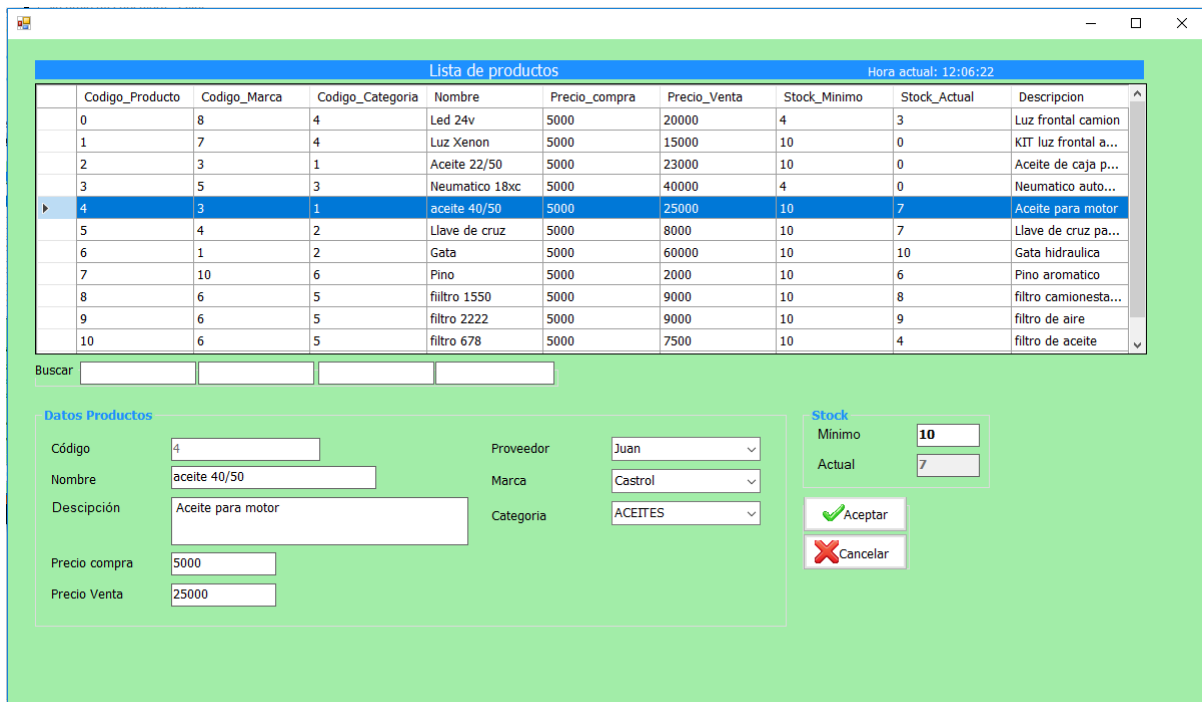 Lista de productos Hora actual: 12:06:22
Codigo_Producto Codigo_Marca Codigo_Categoria Nombre Precio_compra Precio_Venta Stock_Minimo Stock_Actual Descripcion
0 8 4 Led 24v 5000 20000 4 3 Luz frontal camion
1 7 4 Luz Xenon 5000 15000 10 0 KIT luz frontal a...
2 3 1 Aceite 22/50 5000 23000 10 0 Aceite de caja p...
3 5 3 Neumatico 18xc 5000 40000 4 0 Neumatico auto...
4 3 1 aceite 40/50 5000 25000 10 7 Aceite para motor
5 4 2 Llave de cruz 5000 8000 10 7 Llave de cruz pa...
6 1 2 Gata 5000 60000 10 10 Gata hidraulica
7 10 6 Pino 5000 2000 10 6 Pino aromatico
8 6 5 fiiltro 1550 5000 9000 10 8 filtro camionesta...
9 6 5 filtro 2222 5000 9000 10 9 filtro de aire
10 6 5 filtro 678 5000 7500 10 4 filtro de aceite
Buscar
Datos Productos
Código 4
Nombre aceite 40/50
Descipción Aceite para motor
Precio compra 5000
Precio Venta 25000
Proveedor Juan
Marca Castrol
Categoria ACEITES
Stock
Mínimo 10
Actual 7
Aceptar
Cancelar